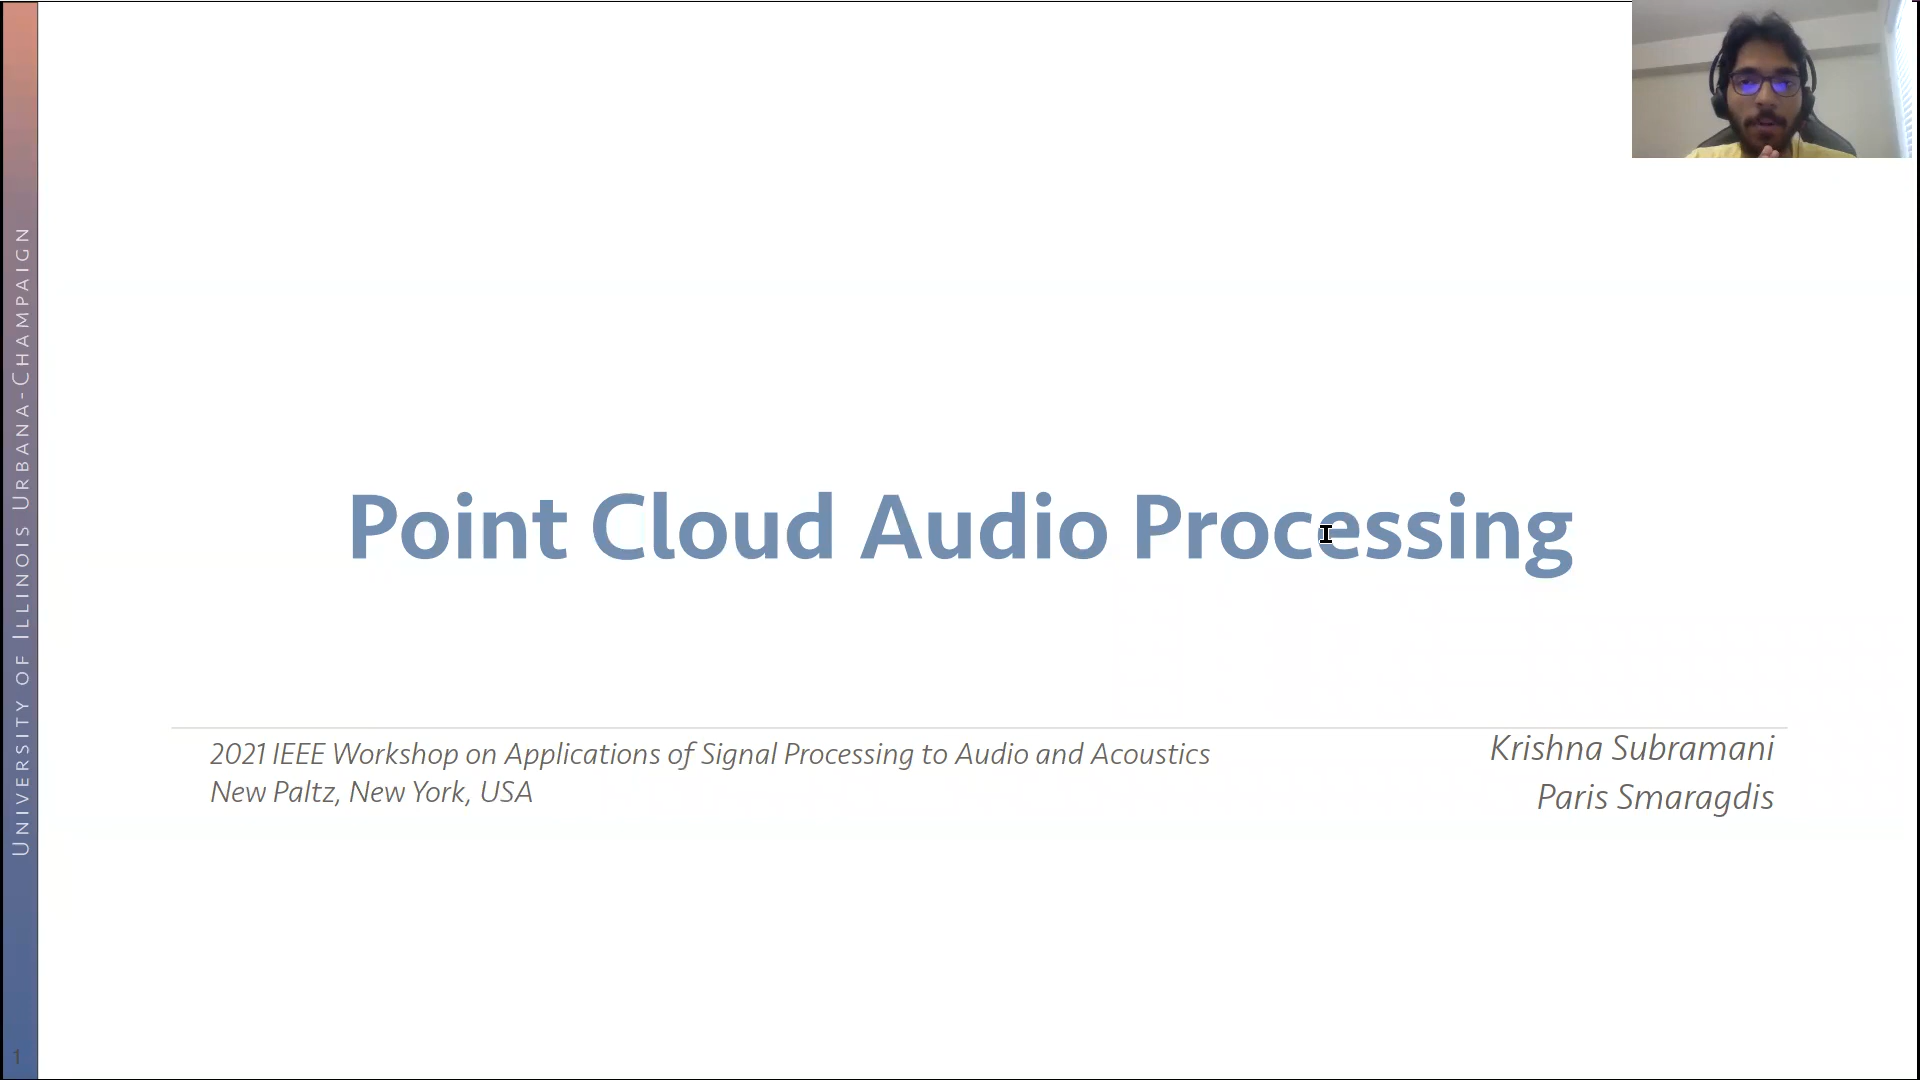 UNIVERSITY OF ILLINOIS URBANA-CHAMPAIGN
Point Cloud Audio Processing
2021 IEEE Workshop on Applications of Signal Processing to Audio and Acoustics
New Paltz, New York, USA
Krishna Subramani
Paris Smaragdis
1